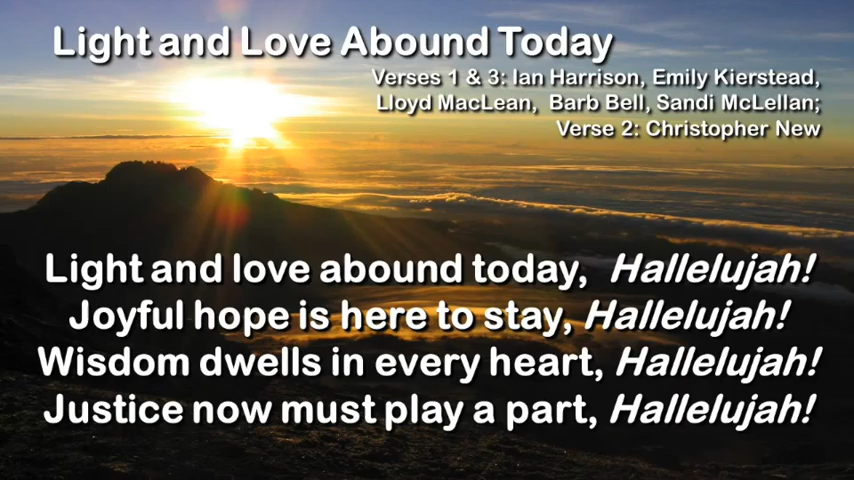 Light and Love Abound Today
Verses 1 & 3: Ian Harrison, Emily Kierstead,
Lloyd MacLean, Barb Bell, Sandi McLellan;
Verse 2: Christopher New
Light and love abound today, Hallelujah!
Joyful hope is here to stay, Hallelujah!
Wisdom dwells in every heart, Hallelujah!
Justice now must play a part, Hallelujah!